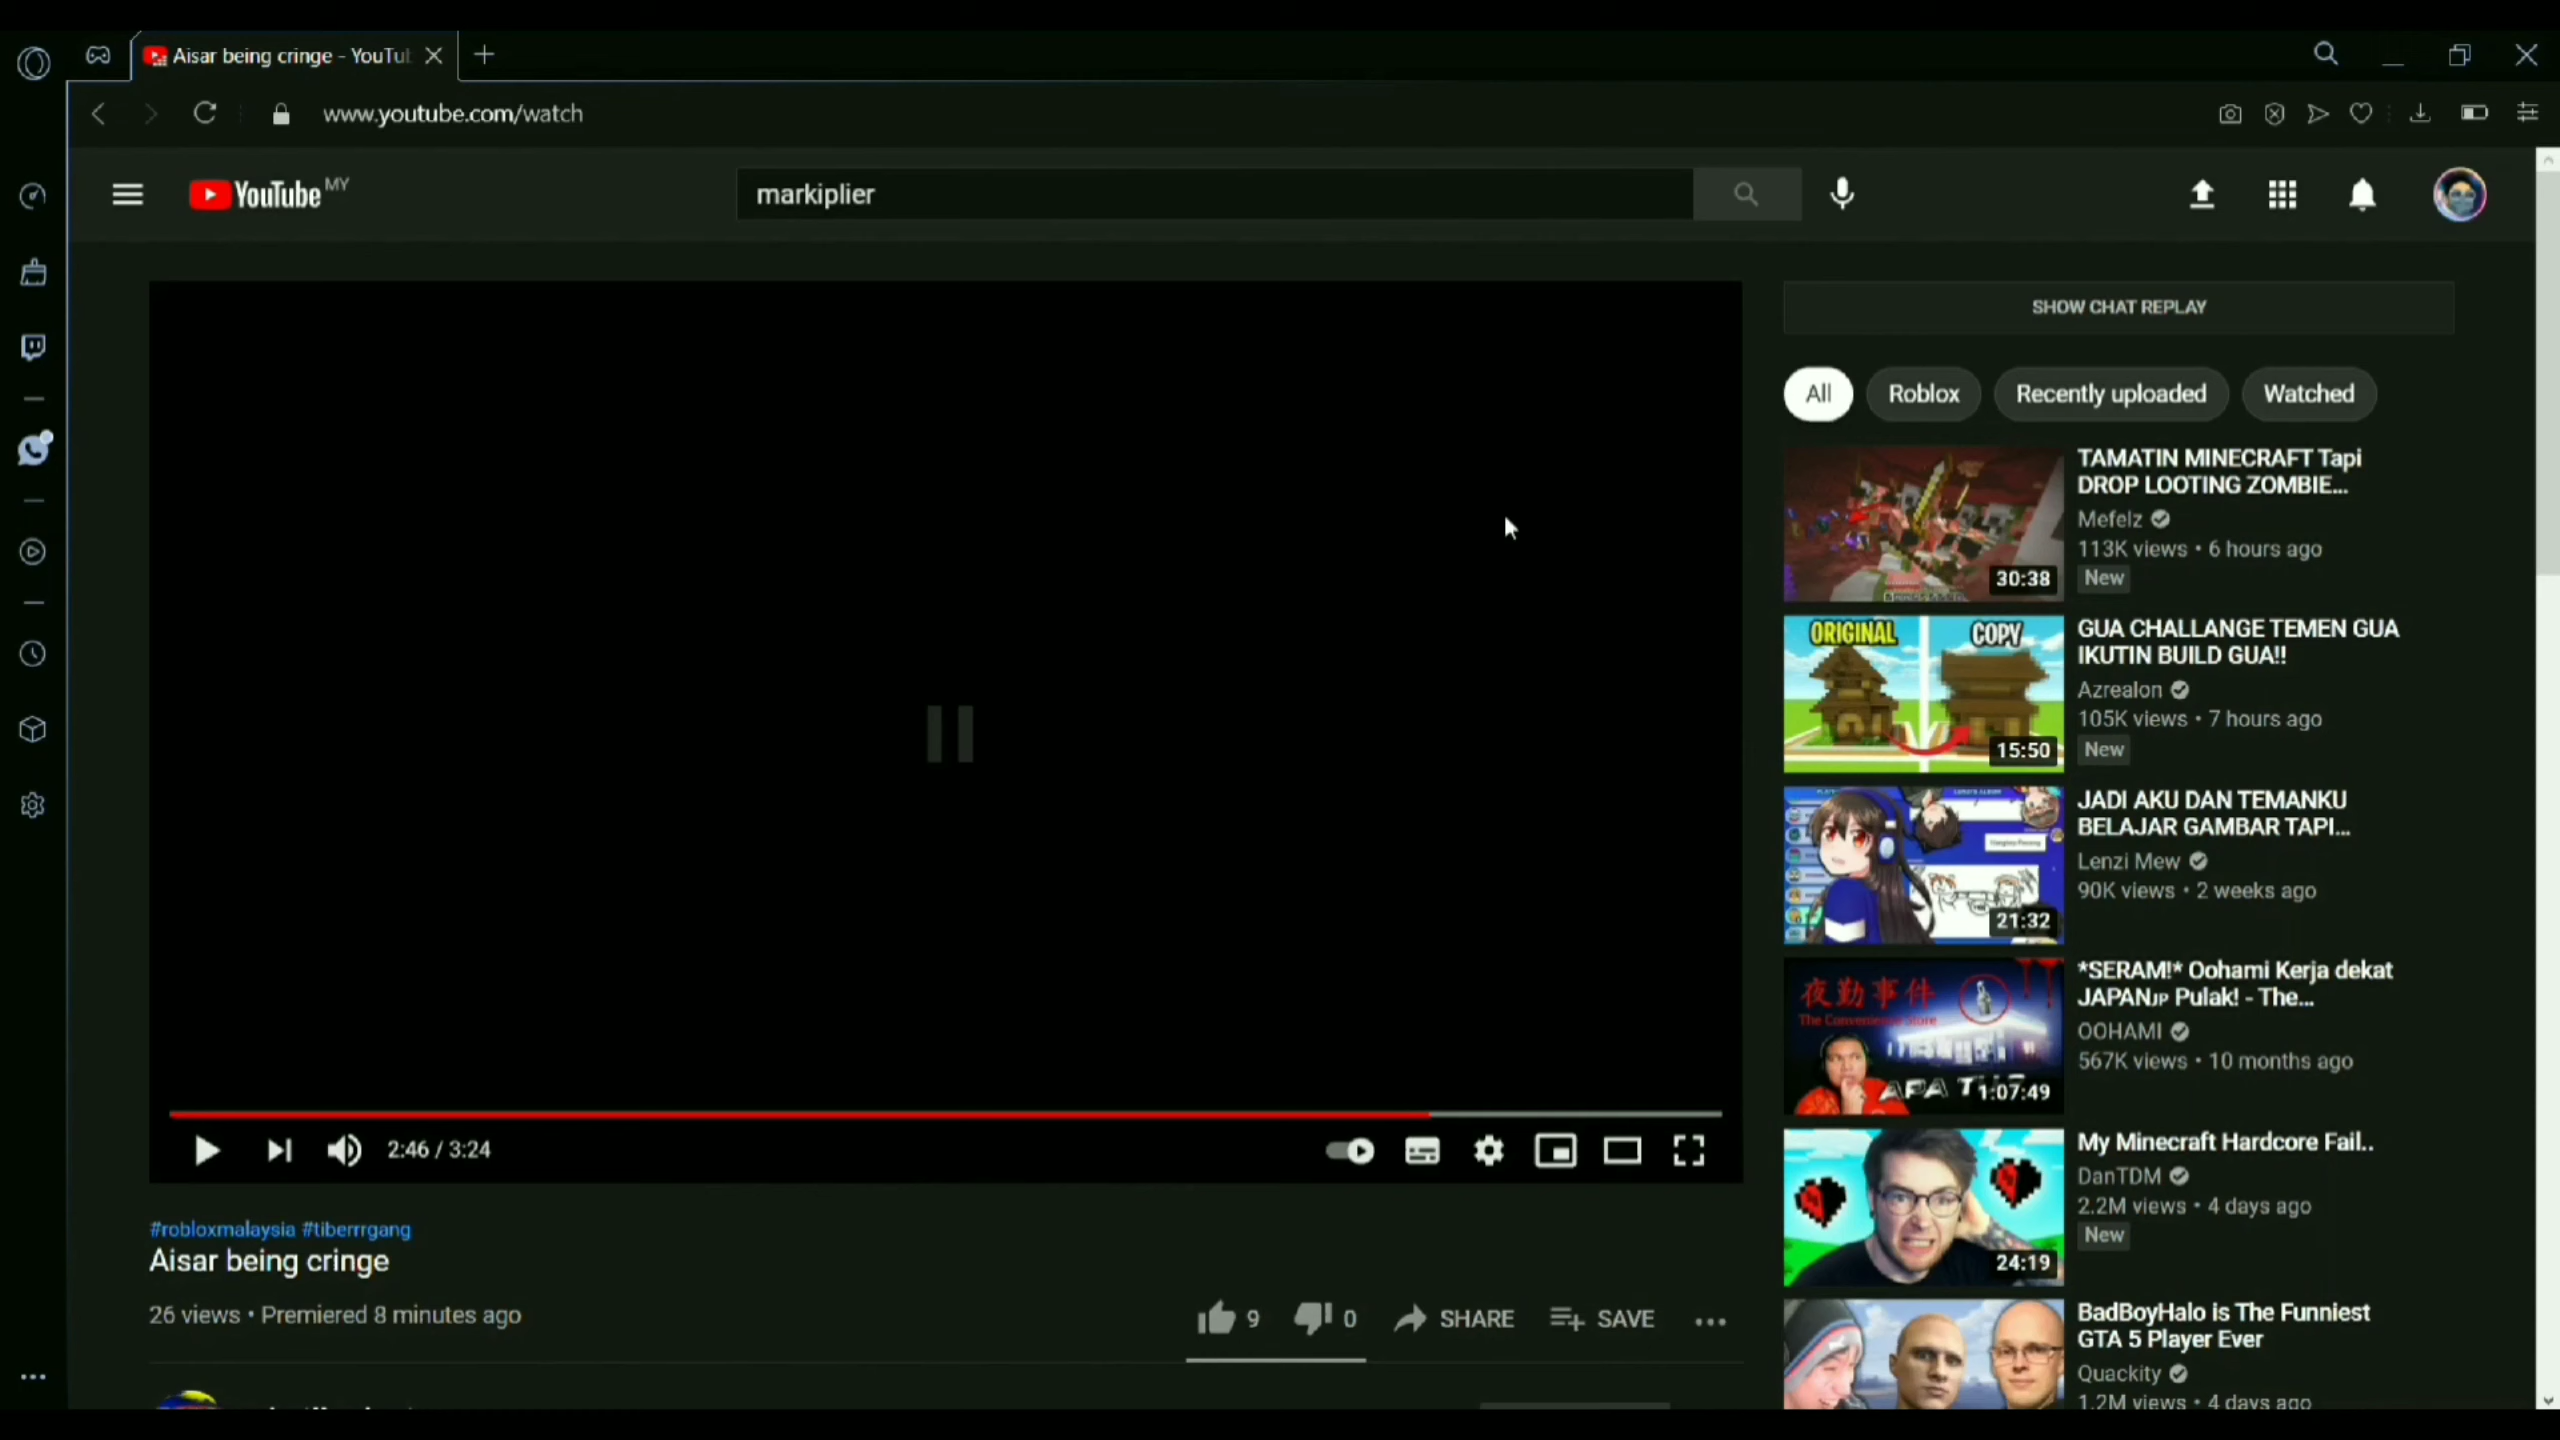 Aisar being cringe - YouTu
www.youtube.com/watch
YouTube MY
markiplier
SHOW CHAT REPLAY
All
Roblox
Recently uploaded
Watched
TAMATIN MINECRAFT Tapi
DROP LOOTING ZOMBIE...
Mefelz
113K views • 6 hours ago
New
30:38
ORIGINAL
COPY
15:50
GUA CHALLANGE TEMEN GUA
IKUTIN BUILD GUA!!
Azrealon
105K views • 7 hours ago
New
21:32
JADI AKU DAN TEMANKU
BELAJAR GAMBAR TAPI...
Lenzi Mew
90K views • 2 weeks ago
夜勤事件
The Convenience Store
APA
1:07:49
*SERAM!* Oohami Kerja dekat
JAPANJP Pulak! - The...
OOHAMI
567K views • 10 months ago
24:19
My Minecraft Hardcore Fail..
DanTDM
2.2M views • 4 days ago
New
BadBoyHalo is The Funniest
GTA 5 Player Ever
Quackity
1.2M views • 4 days ago
2:46 / 3:24
#robloxmalaysia #tiberrrgang
Aisar being cringe
26 views • Premiered 8 minutes ago
9
0
SHARE
SAVE